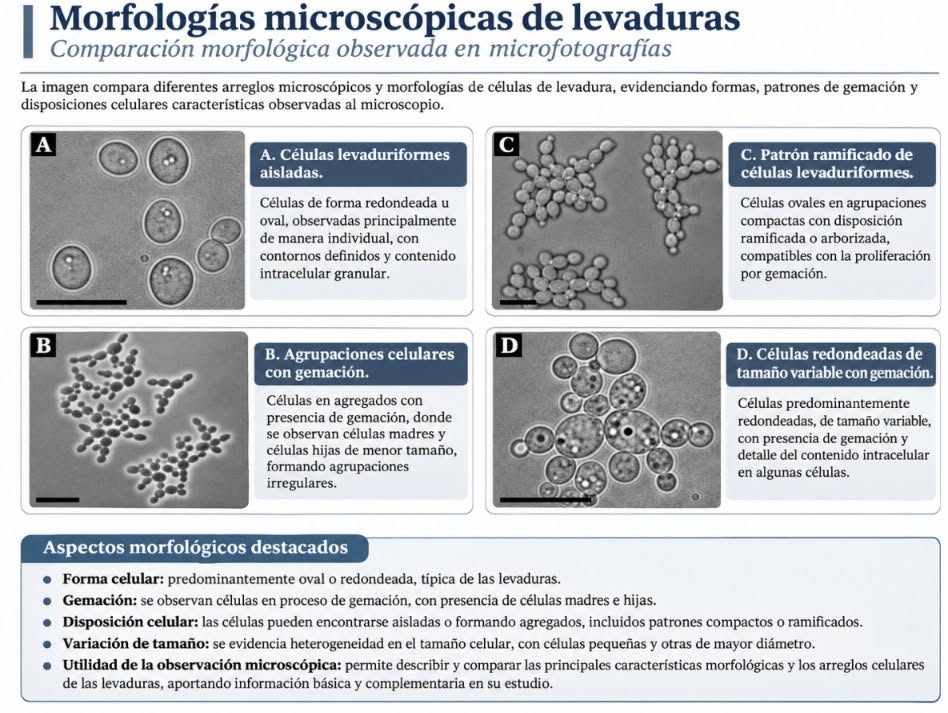 Morfologías microscópicas de levaduras
Comparación morfológica observada en microfotografías
La imagen compara diferentes arreglos microscópicos y morfologías de células de levadura, evidenciando formas, patrones de gemación y
disposiciones celulares características observadas al microscopio.
A
A. Células levaduriformes
aisladas.
Células de forma redondeada u
oval, observadas principalmente
de manera individual, con
contornos definidos y contenido
intracelular granular.
C
C. Patrón ramificado de
células levaduriformes.
Células ovales en agrupaciones
compactas con disposición
ramificada o arborizada,
compatibles con la proliferación
por gemación.
B
B. Agrupaciones celulares
con gemación.
Células en agregados con
presencia de gemación, donde
se observan células madres y
células hijas de menor tamaño,
formando agrupaciones
irregulares.
D
D. Células redondeadas de
tamaño variable con gemación.
Células predominantemente
redondeadas, de tamaño variable,
con presencia de gemación y
detalle del contenido intracelular
en algunas células.
Aspectos morfológicos destacados
• Forma celular: predominantemente oval o redondeada, típica de las levaduras.
• Gemación: se observan células en proceso de gemación, con presencia de células madres e hijas.
• Disposición celular: las células pueden encontrarse aisladas o formando agregados, incluidos patrones compactos o ramificados.
• Variación de tamaño: se evidencia heterogeneidad en el tamaño celular, con células pequeñas y otras de mayor diámetro.
• Utilidad de la observación microscópica: permite describir y comparar las principales características morfológicas y los arreglos celulares
de las levaduras, aportando información básica y complementaria en su estudio.